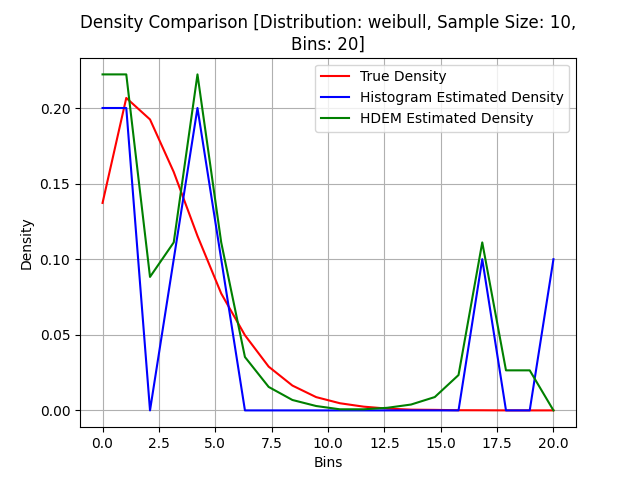 Density Comparison [Distribution: weibull, Sample Size: 10,
Bins: 20]
True Density
Histogram Estimated Density
HDEM Estimated Density
Density
0.20
0.15
0.10
0.05
0.00
0.0 2.5 5.0 7.5 10.0 12.5 15.0 17.5 20.0
Bins